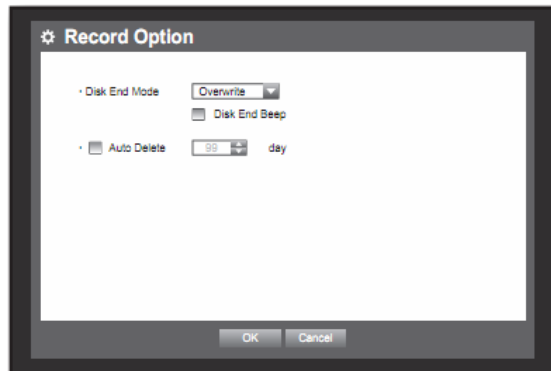 Record Option
Disk End Mode Overwrite
Disk End Beep
Auto Delete 99 day
OK Cancel